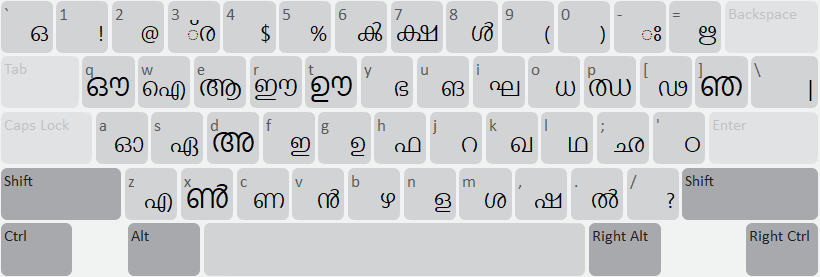 ` ഒ 1 ! 2 @ 3 ്ര 4 $ 5 % 6 ൿ 7 ക്ഷ 8 ൾ 9 ( 0 ) - ഃ = ഋ Backspace
Tab q ഔ w ഐ e ആ r ഈ t ഊ y ഭ u ങ i ഘ o ധ p ഝ [ ഢ ] ഞ \ |
Caps Lock a ഓ s ഏ d അ f ഇ g ഉ h ഫ j റ k ഖ l ഥ ; ഛ ' ഠ Enter
Shift z എ x ൺ c ണ v ൻ b ഴ n ള m ശ , ഷ . ൽ / ? Shift
Ctrl Alt Right Alt Right Ctrl